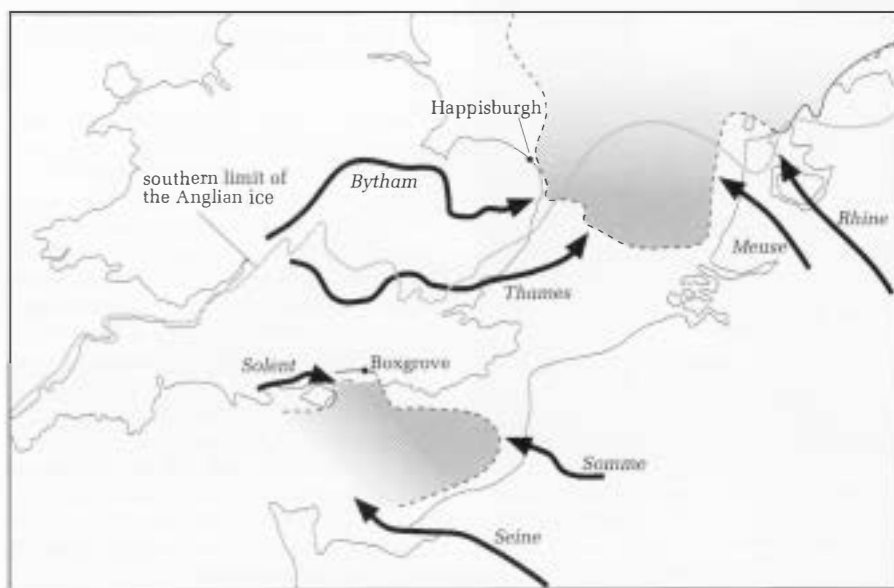 Happisburgh
southern limit of
the Anglian ice
Bytham
Rhine
Meuse
Thames
Solent
Boxgrove
Somme
Seine